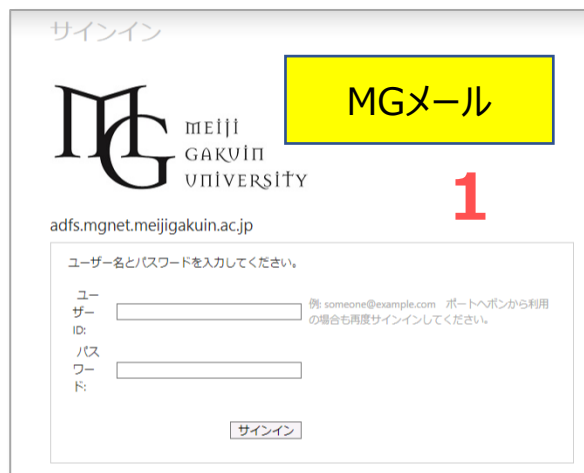 サインイン
MGメール
MG
MEIJI
GAKUIN
UNIVERSITY
1
adfs.mgnet.meijigakuin.ac.jp
ユーザー名とパスワードを入力してください。
ユー
ザー
ID:
例: someone@example.com ポートヘボンから利用
の場合も再度サインインしてください。
パス
ワー
ド:
サインイン